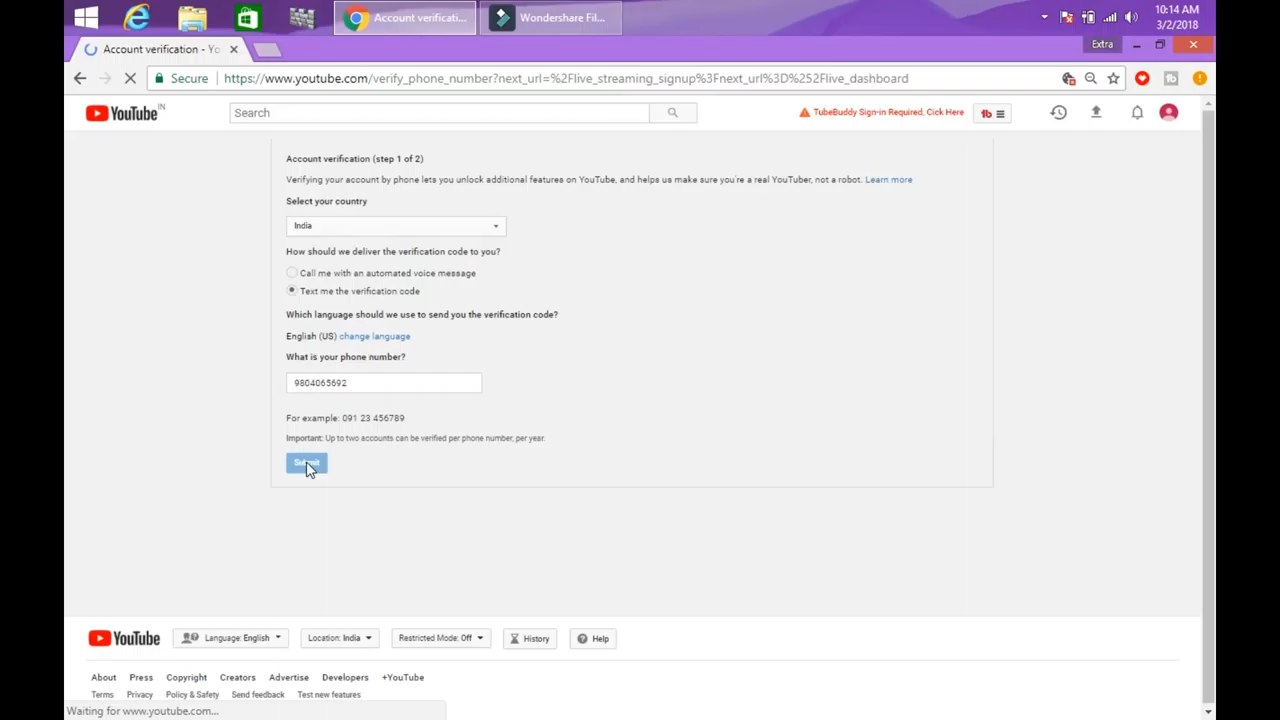 Account verificati...
Wondershare Fil...
10:14 AM
3/2/2018
Account verification - Yo
Extra
Secure
https://www.youtube.com/verify_phone_number?next_url=%2Flive_streaming_signup%3Fnext_url%3D%252Flive_dashboard
YouTube IN
Search
TubeBuddy Sign-in Required, Click Here
Account verification (step 1 of 2)
Verifying your account by phone lets you unlock additional features on YouTube, and helps us make sure you're a real YouTuber, not a robot. Learn more
Select your country
India
How should we deliver the verification code to you?
Call me with an automated voice message
Text me the verification code
Which language should we use to send you the verification code?
English (US) change language
What is your phone number?
9804065692
For example: 091 23 456789
Important: Up to two accounts can be verified per phone number, per year.
Submit
YouTube
Language: English
Location: India
Restricted Mode: Off
History
Help
About Press Copyright Creators Advertise Developers +YouTube
Terms Privacy Policy & Safety Send feedback Test new features
Waiting for www.youtube.com...